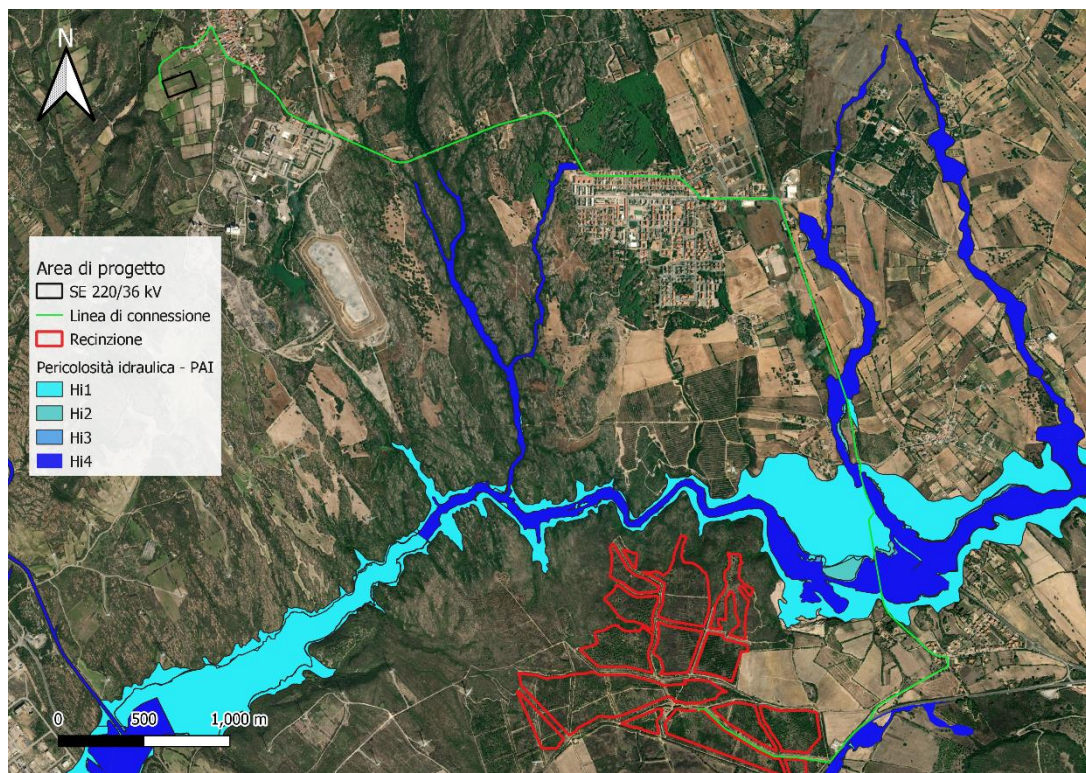 N
Area di progetto
SE 220/36 kV
Linea di connessione
Recinzione
Pericolosità idraulica - PAI
Hi1
Hi2
Hi3
Hi4
0 500 1,000 m